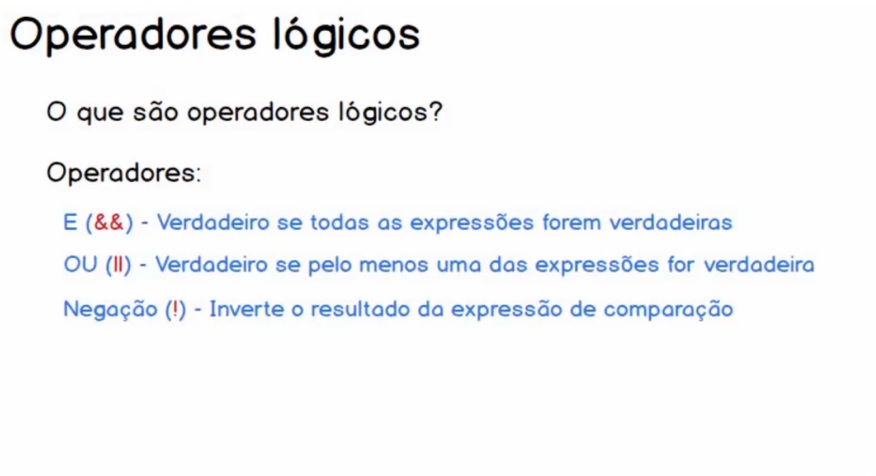 Operadores lógicos
O que são operadores lógicos?
Operadores:
E (&&) - Verdadeiro se todas as expressões forem verdadeiras
OU (||) - Verdadeiro se pelo menos uma das expressões for verdadeira
Negação (!) - Inverte o resultado da expressão de comparação